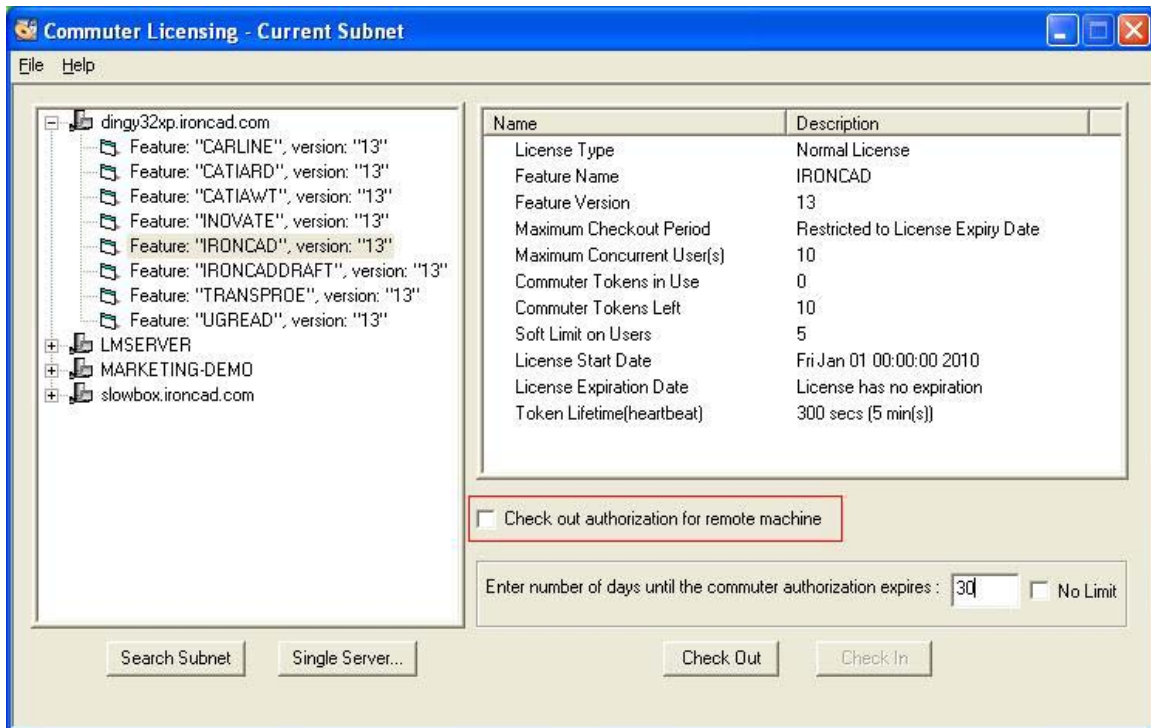 Commuter Licensing - Current Subnet
File Help
dingy32xp.ironcad.com
Feature: "CARLINE", version: "13"
Feature: "CATIARD", version: "13"
Feature: "CATIAWT", version: "13"
Feature: "INOVATE", version: "13"
Feature: "IRONCAD", version: "13"
Feature: "IRONCADDRAFT", version: "13"
Feature: "TRANSPROE", version: "13"
Feature: "UGREAD", version: "13"
LMSERVER
MARKETING-DEMO
slowbox.ironcad.com
Name Description
License Type Normal License
Feature Name IRONCAD
Feature Version 13
Maximum Checkout Period Restricted to License Expiry Date
Maximum Concurrent User(s) 10
Commuter Tokens in Use 0
Commuter Tokens Left 10
Soft Limit on Users 5
License Start Date Fri Jan 01 00:00:00 2010
License Expiration Date License has no expiration
Token Lifetime(heartbeat) 300 secs (5 min(s))
Check out authorization for remote machine
Enter number of days until the commuter authorization expires : 30 No Limit
Search Subnet Single Server... Check Out Check In